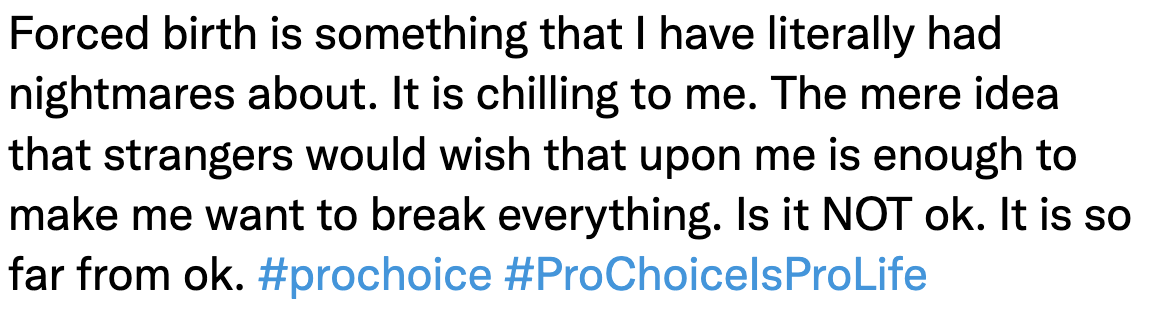 Forced birth is something that I have literally had
nightmares about. It is chilling to me. The mere idea
that strangers would wish that upon me is enough to
make me want to break everything. Is it NOT ok. It is so
far from ok. #prochoice #ProChoiceIsProLife